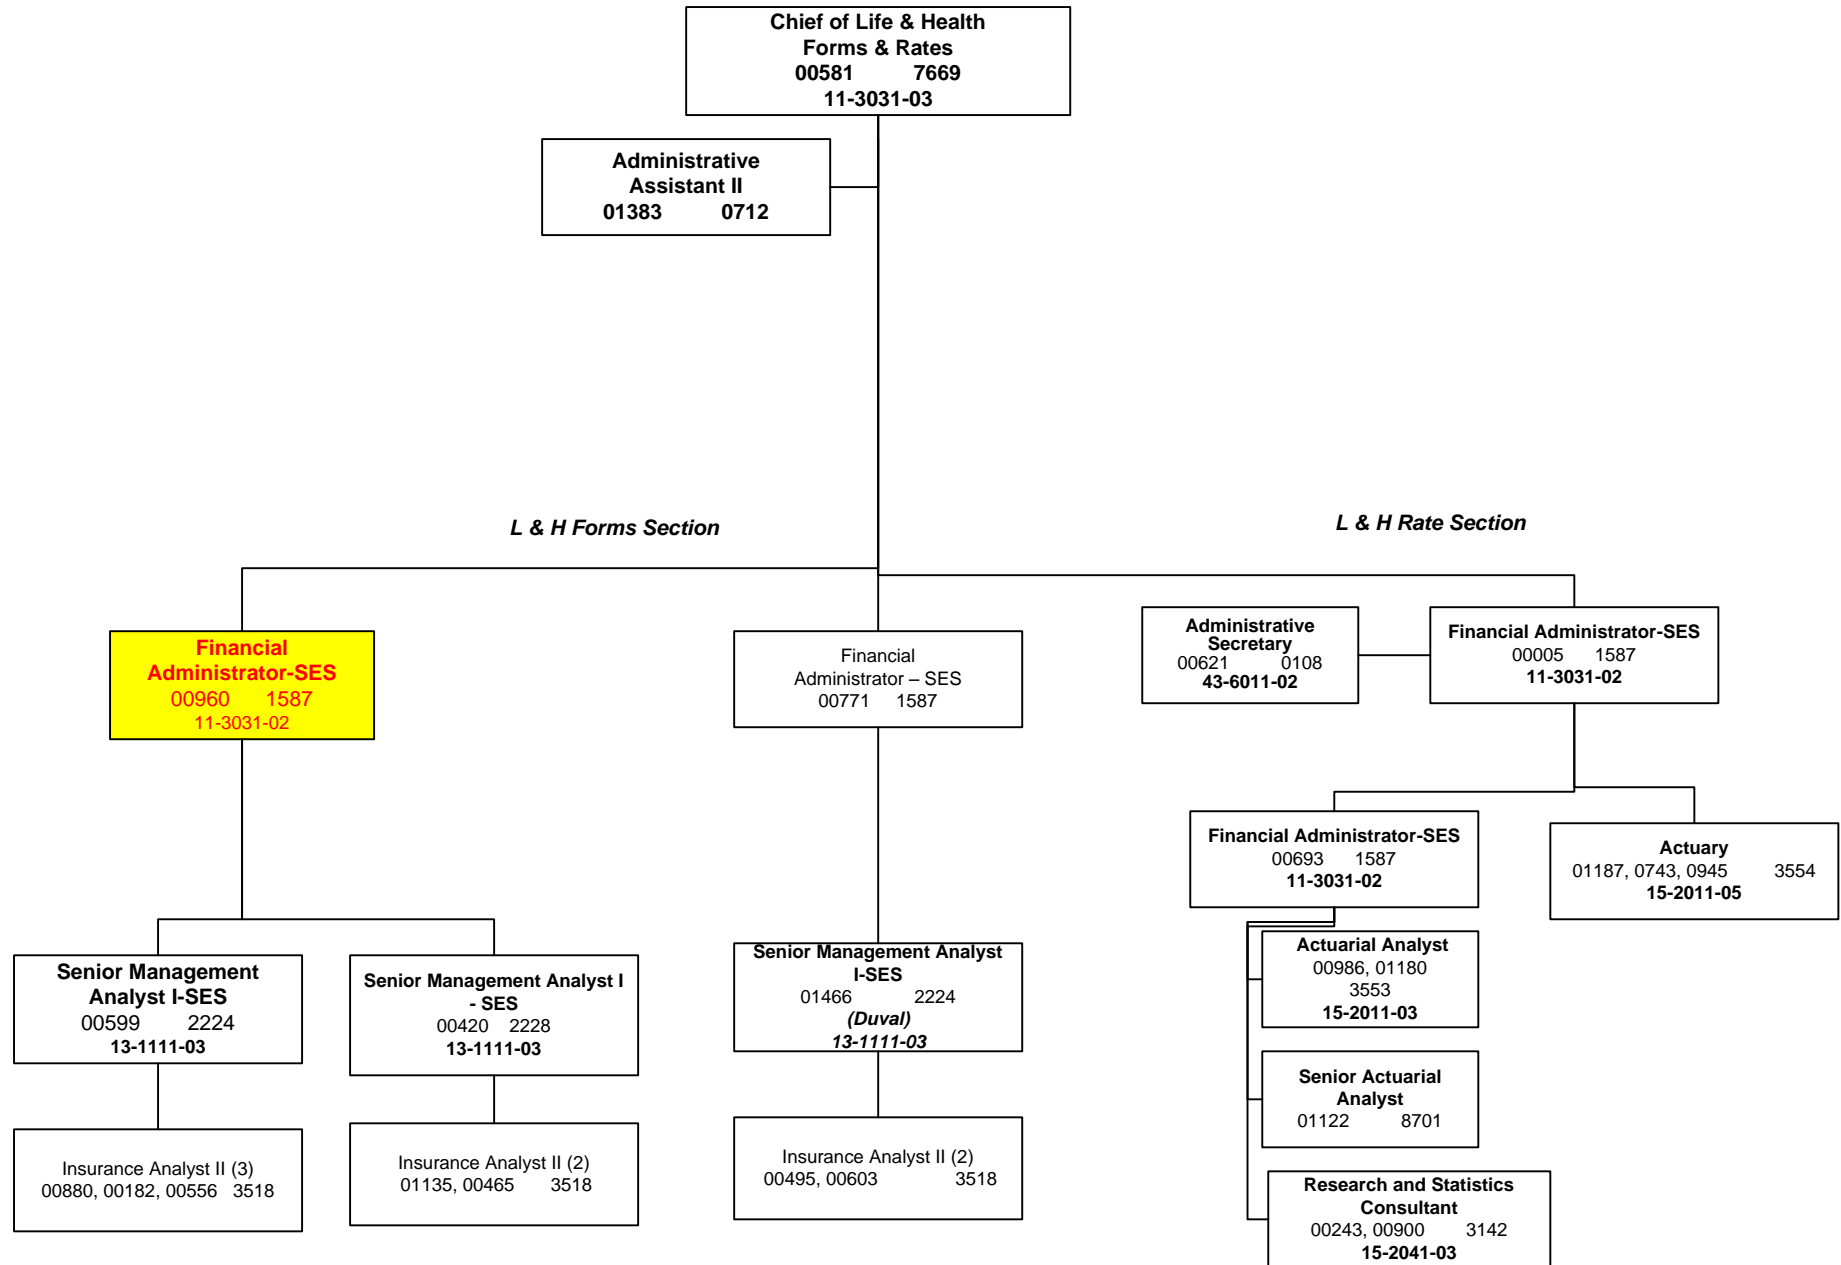 Chief of Life & Health
Forms & Rates
00581 7669
11-3031-03
Administrative
Assistant II
01383 0712
L & H Forms Section
L & H Rate Section
Financial
Administrator-SES
00960 1587
11-3031-02
Financial
Administrator – SES
00771 1587
Administrative
Secretary
00621 0108
43-6011-02
Financial Administrator-SES
00005 1587
11-3031-02
Financial Administrator-SES
00693 1587
11-3031-02
Actuary
01187, 0743, 0945 3554
15-2011-05
Senior Management
Analyst I-SES
00599 2224
13-1111-03
Senior Management Analyst I
- SES
00420 2228
13-1111-03
Senior Management Analyst
I-SES
01466 2224
(Duval)
13-1111-03
Actuarial Analyst
00986, 01180
3553
15-2011-03
Senior Actuarial
Analyst
01122 8701
Insurance Analyst II (3)
00880, 00182, 00556 3518
Insurance Analyst II (2)
01135, 00465 3518
Insurance Analyst II (2)
00495, 00603 3518
Research and Statistics
Consultant
00243, 00900 3142
15-2041-03